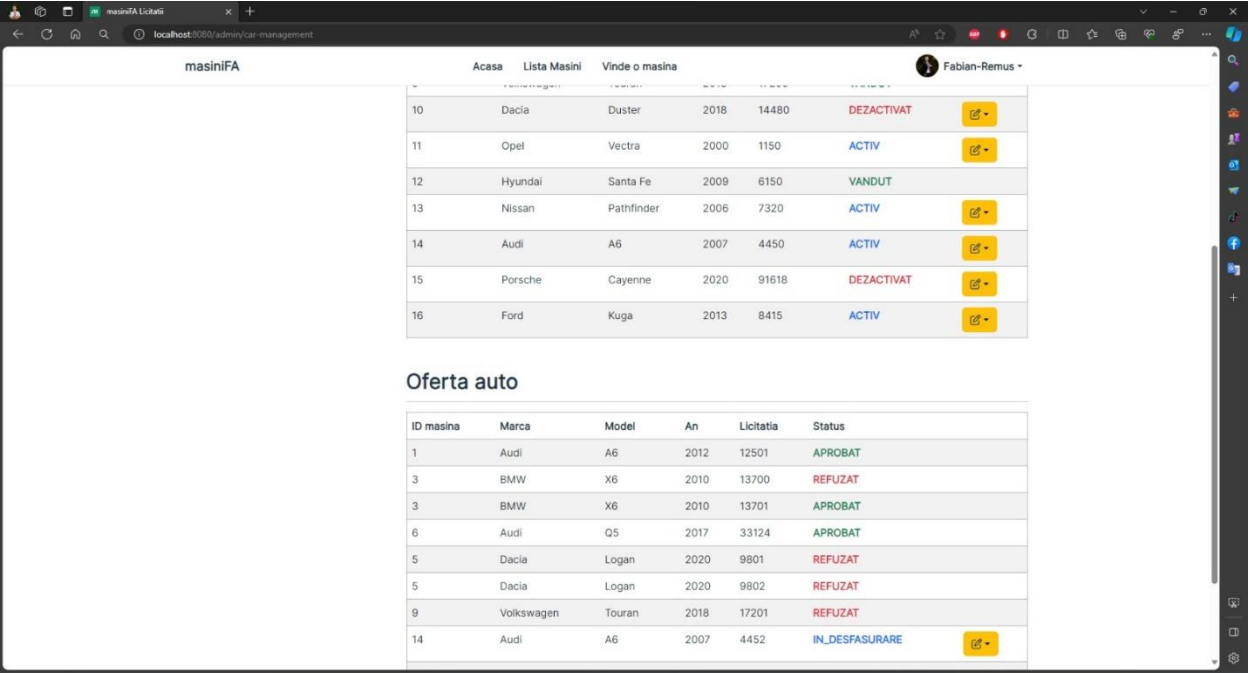 masiniFA Licitatii
localhost:8080/admin/car-management
masiniFA Acasa Lista Masini Vinde o masina Fabian-Remus
10 Dacia Duster 2018 14480 DEZACTIVAT
11 Opel Vectra 2000 1150 ACTIV
12 Hyundai Santa Fe 2009 6150 VANDUT
13 Nissan Pathfinder 2006 7320 ACTIV
14 Audi A6 2007 4450 ACTIV
15 Porsche Cayenne 2020 91618 DEZACTIVAT
16 Ford Kuga 2013 8415 ACTIV
Oferta auto
ID masina Marca Model An Licitatia Status
1 Audi A6 2012 12501 APROBAT
3 BMW X6 2010 13700 REFUZAT
3 BMW X6 2010 13701 APROBAT
6 Audi Q5 2017 33124 APROBAT
5 Dacia Logan 2020 9801 REFUZAT
5 Dacia Logan 2020 9802 REFUZAT
9 Volkswagen Touran 2018 17201 REFUZAT
14 Audi A6 2007 4452 IN_DESFASURARE